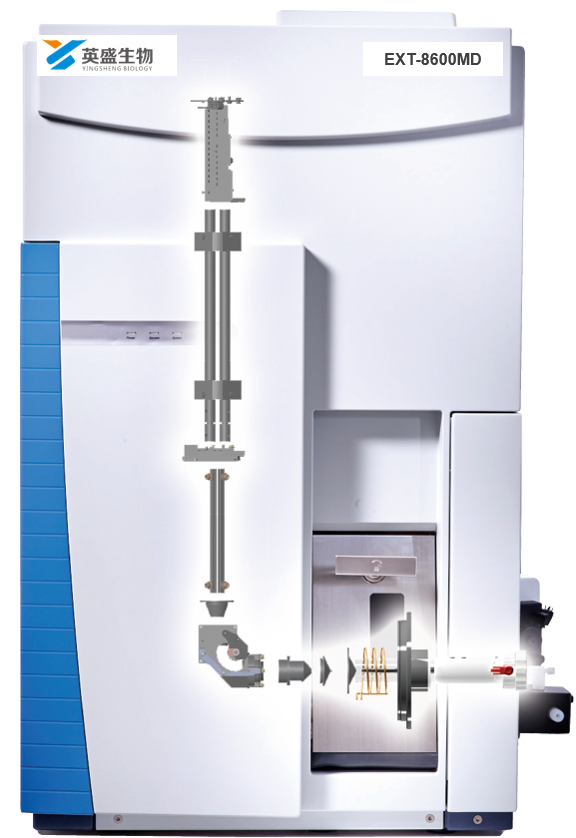 英盛生物
YINGSHENG BIOLOGY
EXT-8600MD